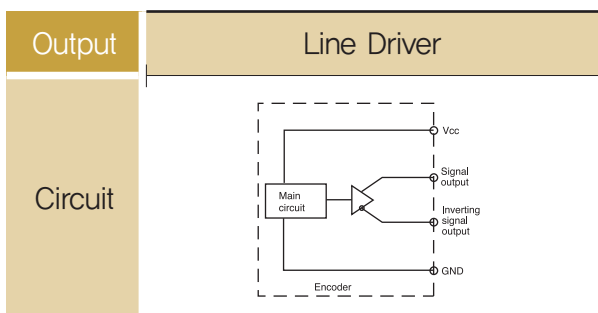 Output
Line Driver
Circuit
Vcc
Signal
output
Main
circuit
Inverting
signal
output
GND
Encoder